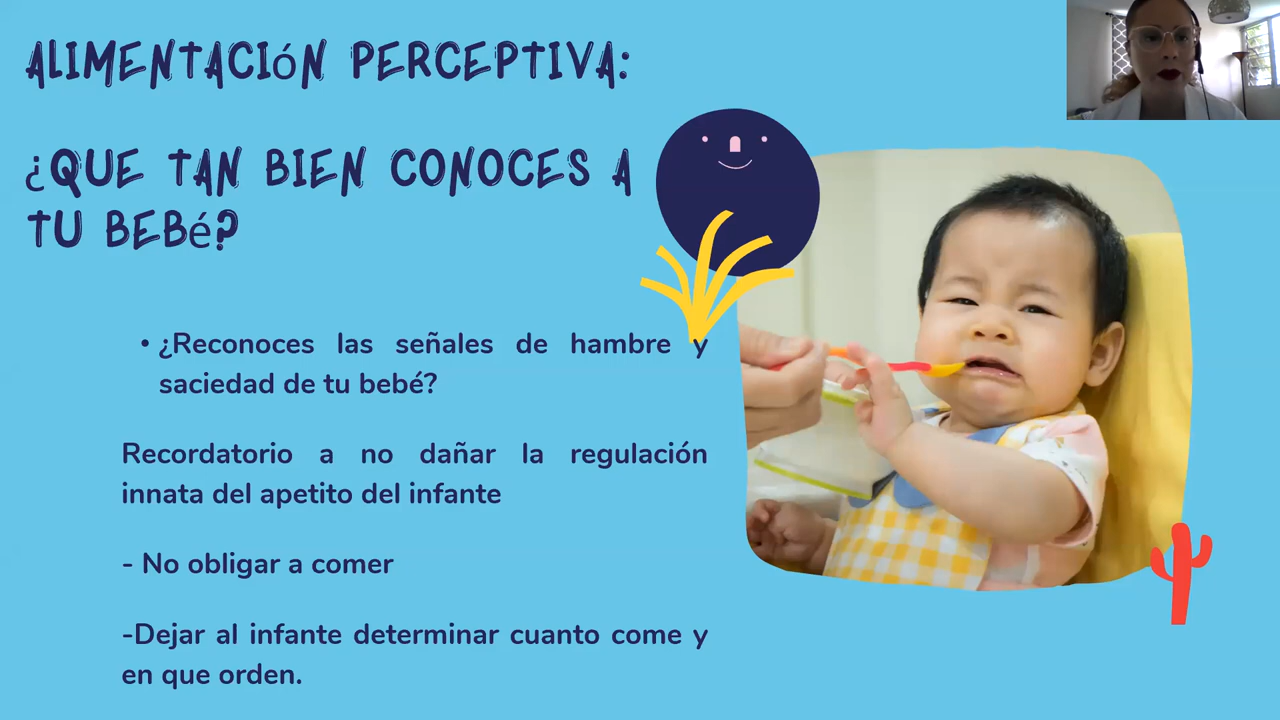 ALIMENTACIóN PERCEPTIVA:
¿QUE TAN BIEN CONOCES A
TU BEBé?
• ¿Reconoces las señales de hambre y
saciedad de tu bebé?
Recordatorio a no dañar la regulación
innata del apetito del infante
- No obligar a comer
-Dejar al infante determinar cuanto come y
en que orden.